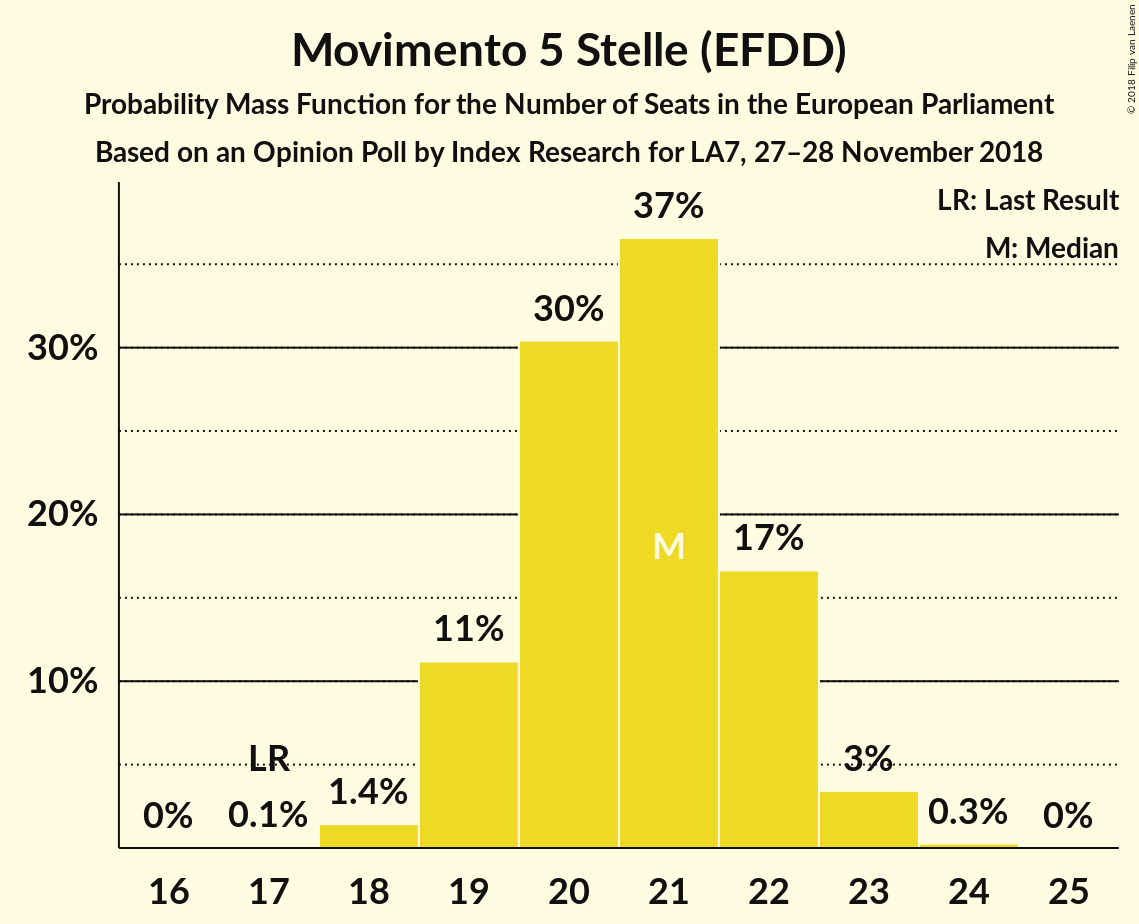 Movimento 5 Stelle (EFDD)
Probability Mass Function for the Number of Seats in the European Parliament
Based on an Opinion Poll by Index Research for LA7, 27–28 November 2018
© 2018 Filip van Laenen
LR: Last Result
M: Median
37%
30%
30%
20%
M
17%
11%
10%
LR
3%
1.4%
0%
0.1%
0.3%
0%
16 17 18 19 20 21 22 23 24 25